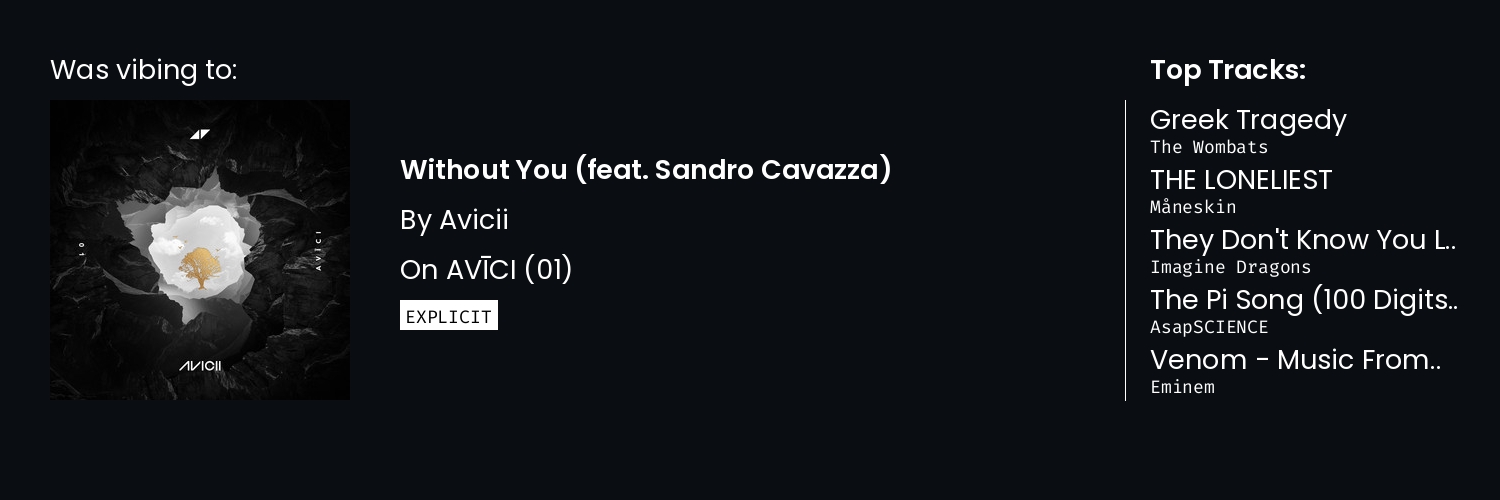 Was vibing to:
AVICII
01
AVĪCI
Without You (feat. Sandro Cavazza)
By Avicii
On AVĪCI (01)
EXPLICIT
Top Tracks:
Greek Tragedy
The Wombats
THE LONELIEST
Måneskin
They Don't Know You L..
Imagine Dragons
The Pi Song (100 Digits..
AsapSCIENCE
Venom - Music From..
Eminem